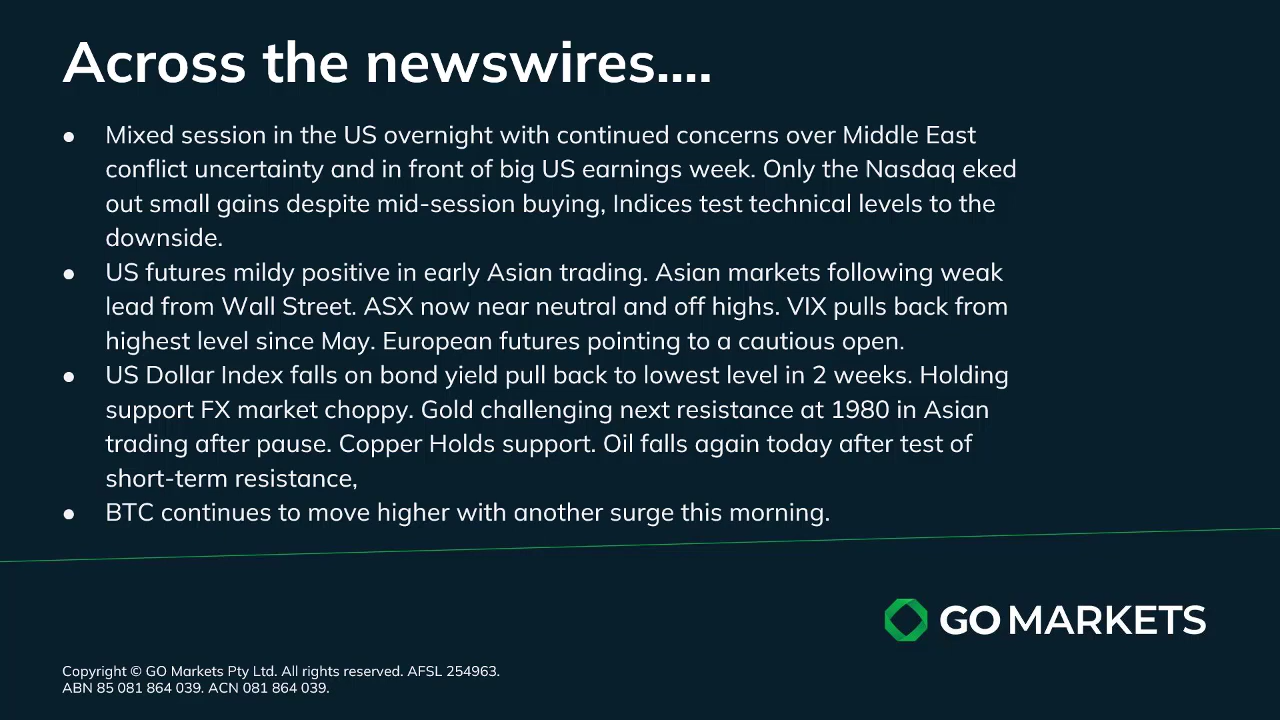 Across the newswires....
● Mixed session in the US overnight with continued concerns over Middle East
conflict uncertainty and in front of big US earnings week. Only the Nasdaq eked
out small gains despite mid-session buying, Indices test technical levels to the
downside.
● US futures mildy positive in early Asian trading. Asian markets following weak
lead from Wall Street. ASX now near neutral and off highs. VIX pulls back from
highest level since May. European futures pointing to a cautious open.
● US Dollar Index falls on bond yield pull back to lowest level in 2 weeks. Holding
support FX market choppy. Gold challenging next resistance at 1980 in Asian
trading after pause. Copper Holds support. Oil falls again today after test of
short-term resistance,
● BTC continues to move higher with another surge this morning.
GO MARKETS
Copyright © GO Markets Pty Ltd. All rights reserved. AFSL 254963.
ABN 85 081 864 039. ACN 081 864 039.